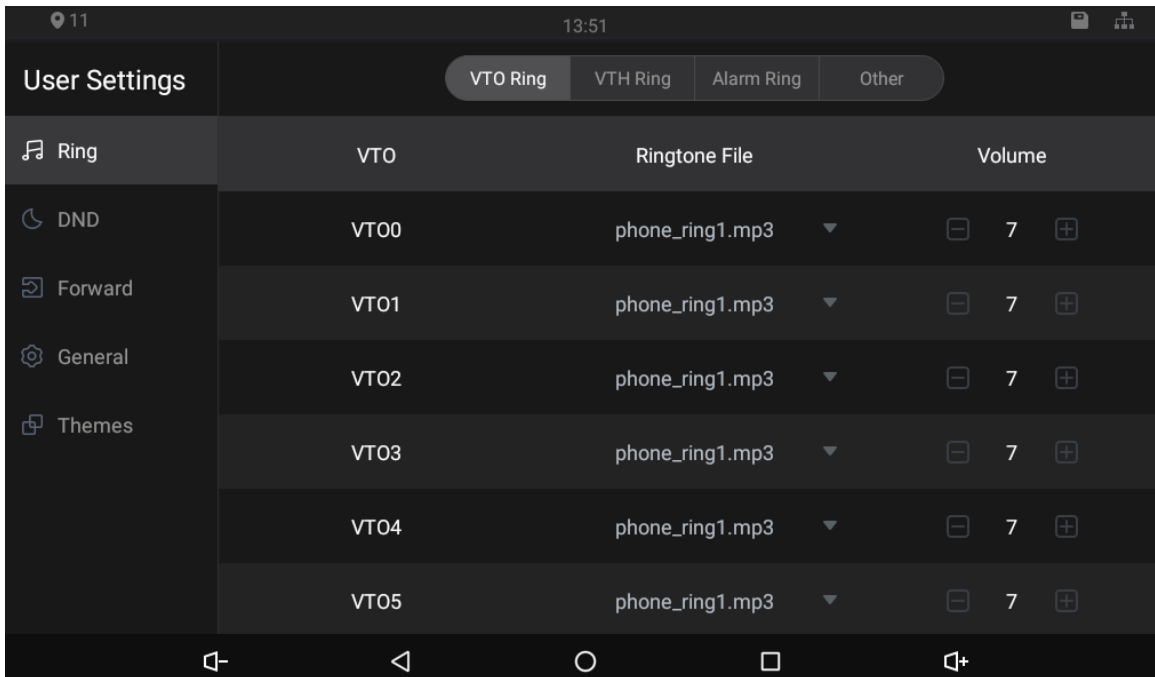 11 13:51
User Settings VTO Ring VTH Ring Alarm Ring Other
Ring VTO Ringtone File Volume
DND VTO0 phone_ring1.mp3 7
Forward VTO1 phone_ring1.mp3 7
General VTO2 phone_ring1.mp3 7
Themes VTO3 phone_ring1.mp3 7
VTO4 phone_ring1.mp3 7
VTO5 phone_ring1.mp3 7